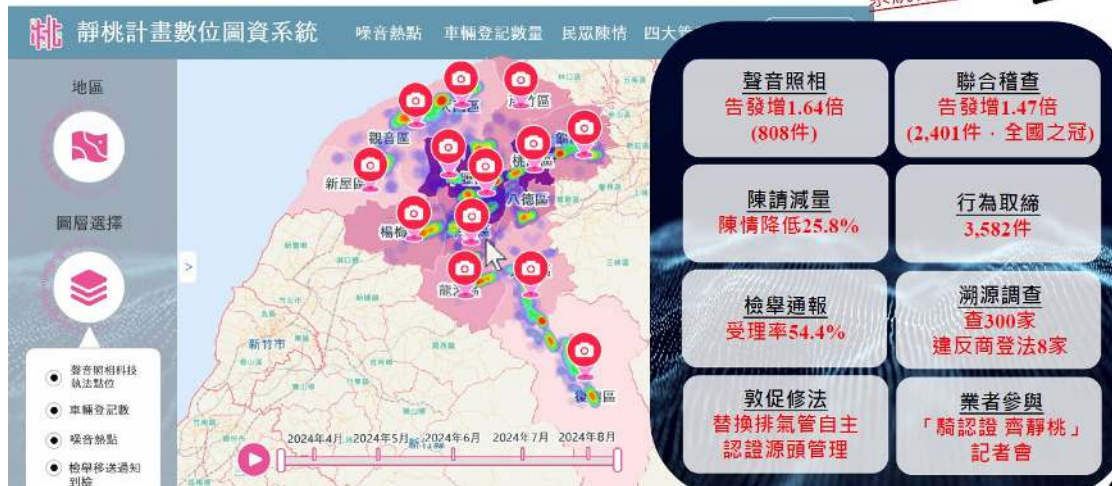 靜桃計畫數位圖資系統
噪音熱點 車輛登記數量 民眾陳情 四大
地區
圖層選擇
聲音照相科技
執法點位
車輛登記數
噪音熱點
檢舉移送通知
到檢
觀音區
新屋
楊梅
八德區
新竹市
2024年4月 2024年5月 2024年6月 2024年7月 2024年8月
聲音照相
告發增1.64倍
(808件)
聯合稽查
告發增1.47倍
(2,401件，全國之冠)
陳請減量
陳情降低25.8%
行為取締
3,582件
檢舉通報
受理率54.4%
溯源調查
查300家
違反商登法8家
敦促修法
替換排氣管自主
認證源頭管理
業者參與
「騎認證 齊靜桃」
記者會